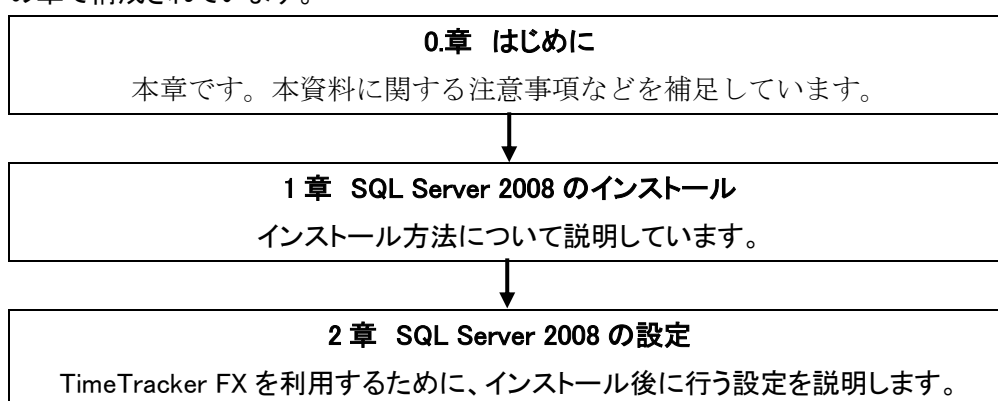 の章で構成されています。
0.章 はじめに
本章です。本資料に関する注意事項などを補足しています。
1 章 SQL Server 2008 のインストール
インストール方法について説明しています。
2 章 SQL Server 2008 の設定
TimeTracker FX を利用するために、インストール後に行う設定を説明します。